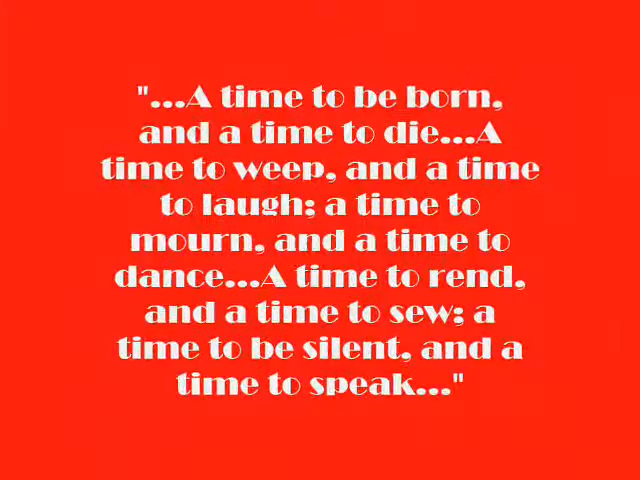 "...A time to be born,
and a time to die...A
time to weep, and a time
to laugh; a time to
mourn, and a time to
dance...A time to rend,
and a time to sew; a
time to be silent, and a
time to speak..."